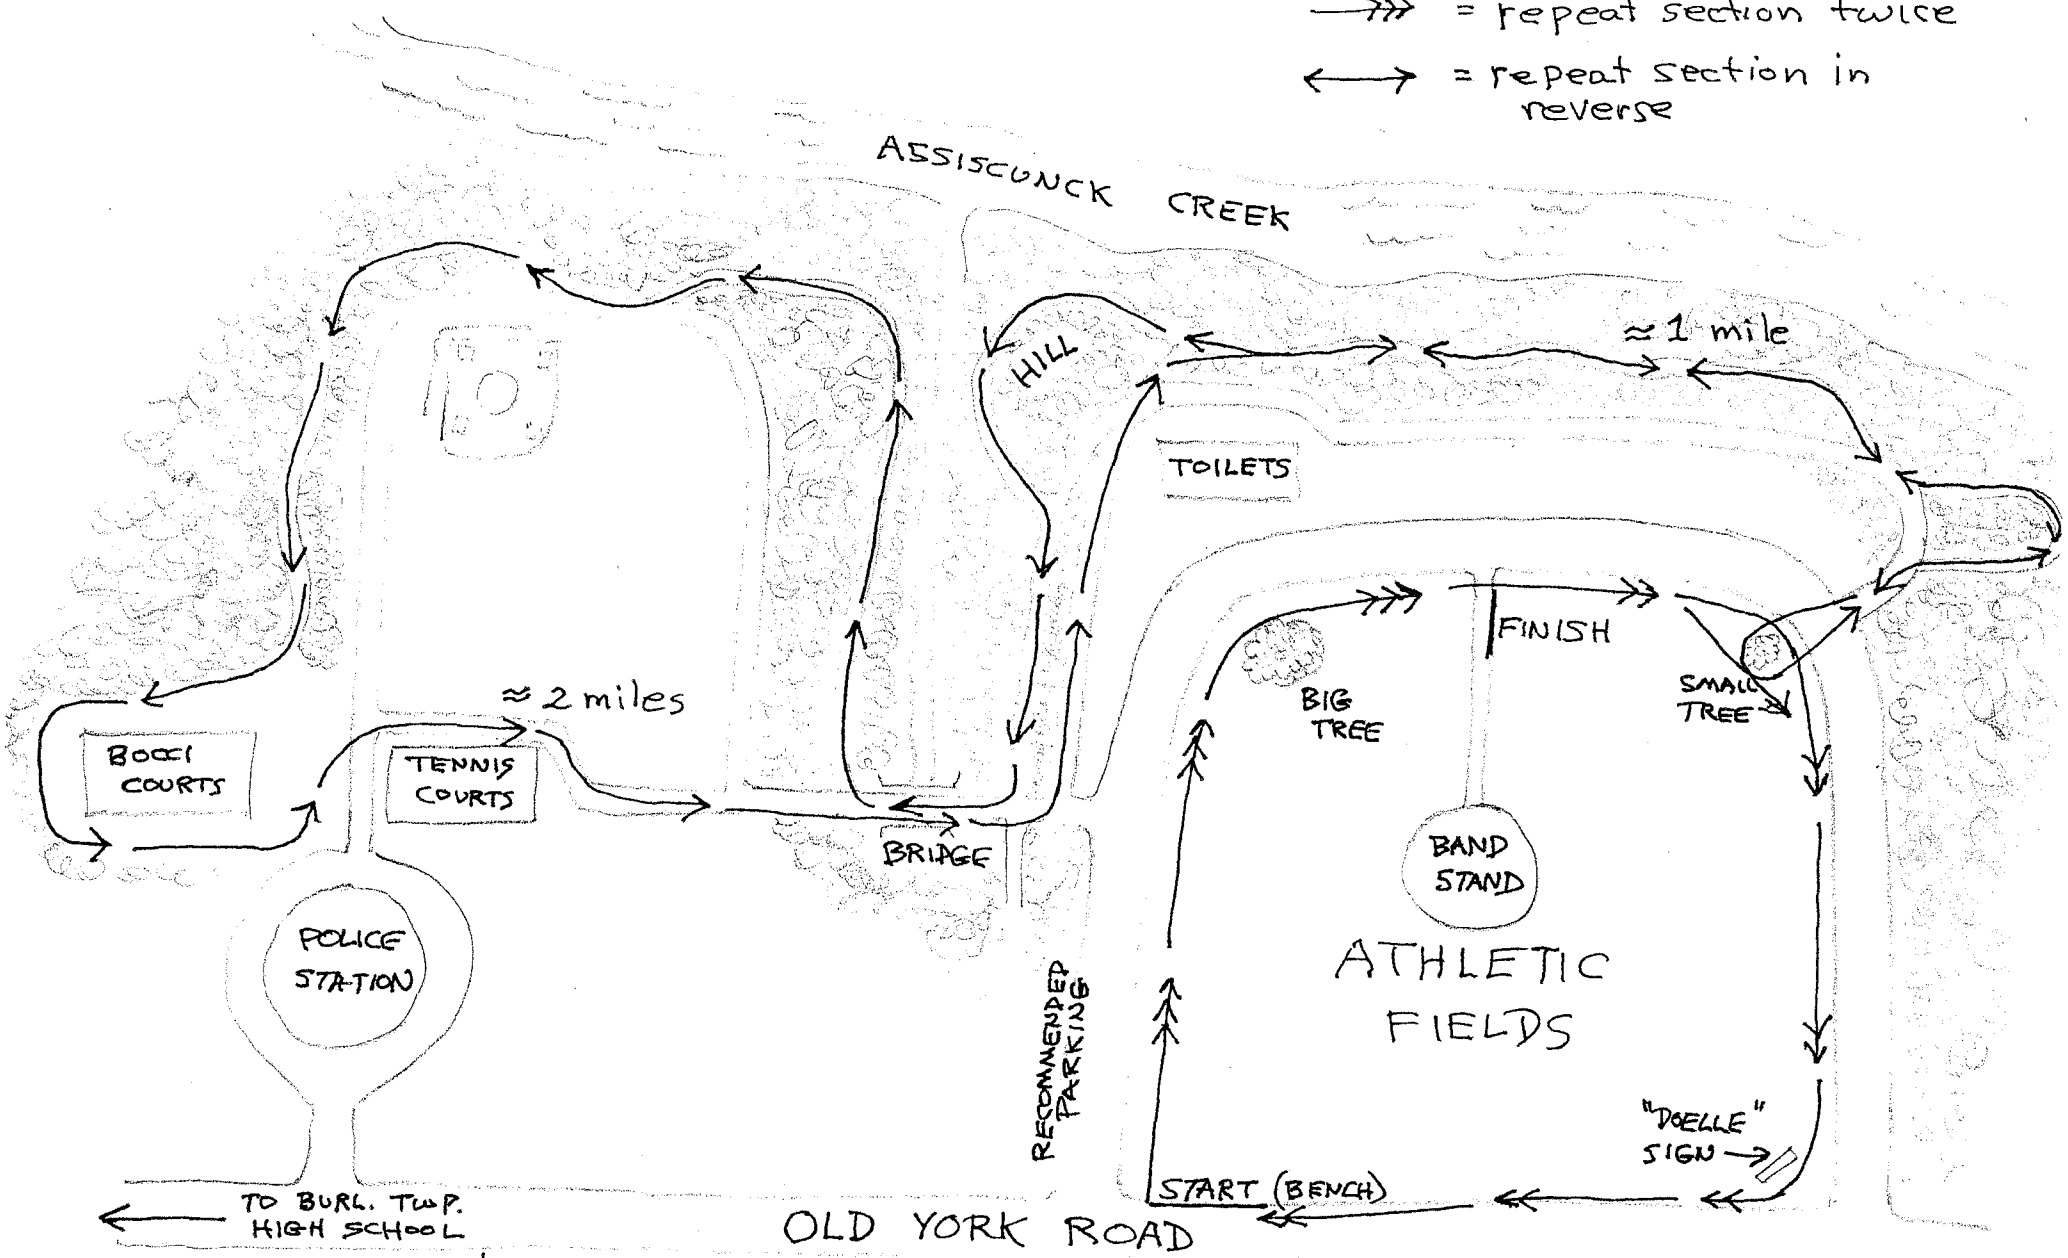 = repeat section twice
= repeat section in
reverse
ASSISCUNCK CREEK
≈ 1 mile
HILL
TOILETS
FINISH
SMALL
TREE
BIG
TREE
≈ 2 miles
BOCCI
COURTS
TENNIS
COURTS
BRIDGE
BAND
STAND
POLICE
STATION
ATHLETIC
FIELDS
RECOMMENDED
PARKING
"DOELLE"
SIGN
START (BENCH)
TO BURL. TWP.
HIGH SCHOOL
OLD YORK ROAD